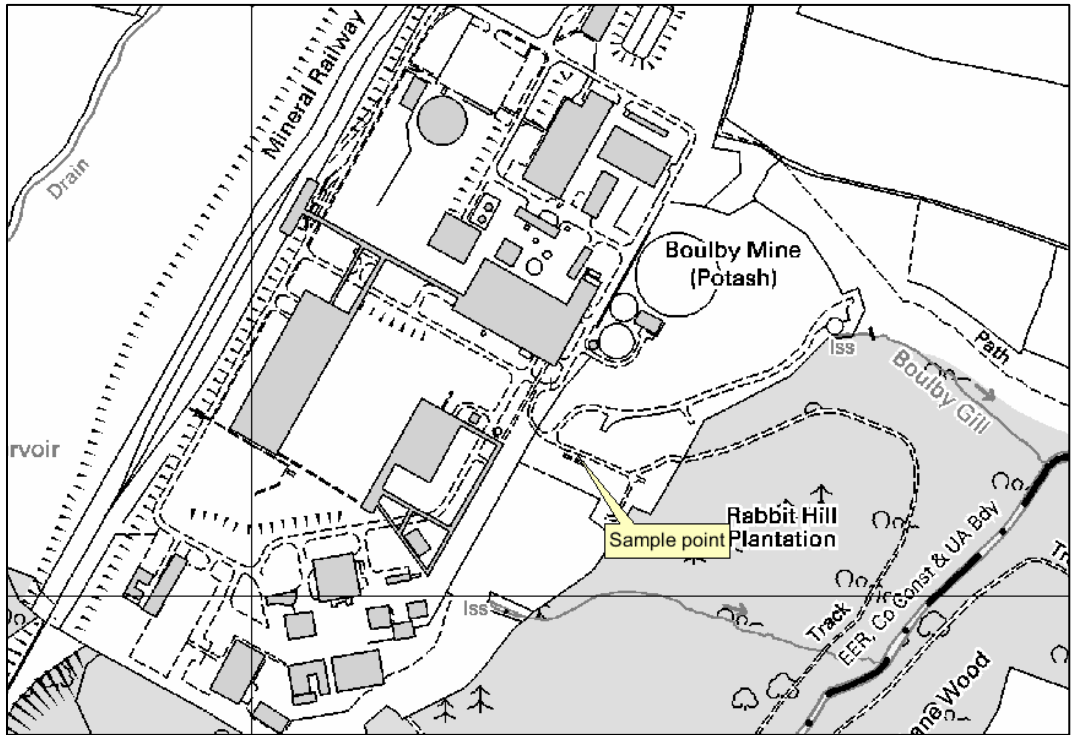 Mineral Railway
Drain
Boulby Mine
(Potash)
Path
Iss
Boulby Gill
rvoir
Rabbit Hill
Plantation
Sample point
Iss
Track
EER, Co Const & UA Bdy
Tr
ane Wood